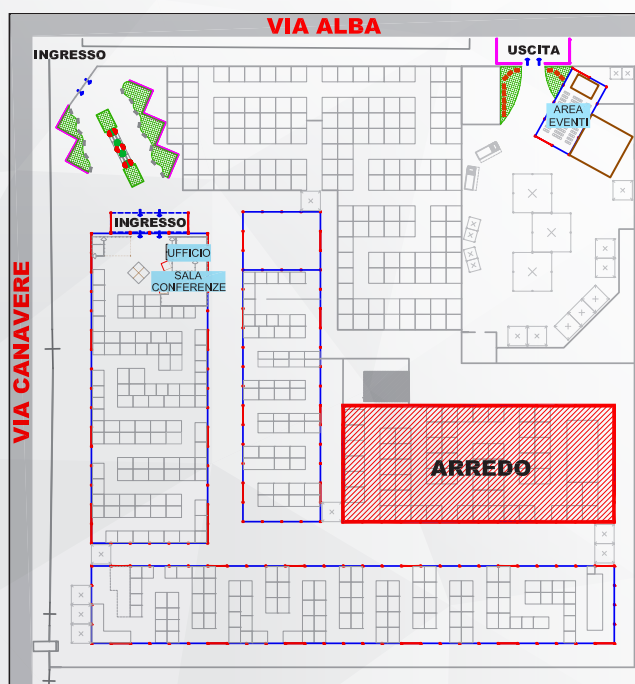 VIA ALBA
INGRESSO
USCITA
AREA
EVENTI
INGRESSO
UFFICIO
SALA
CONFERENZE
VIA CANAVERE
ARREDO